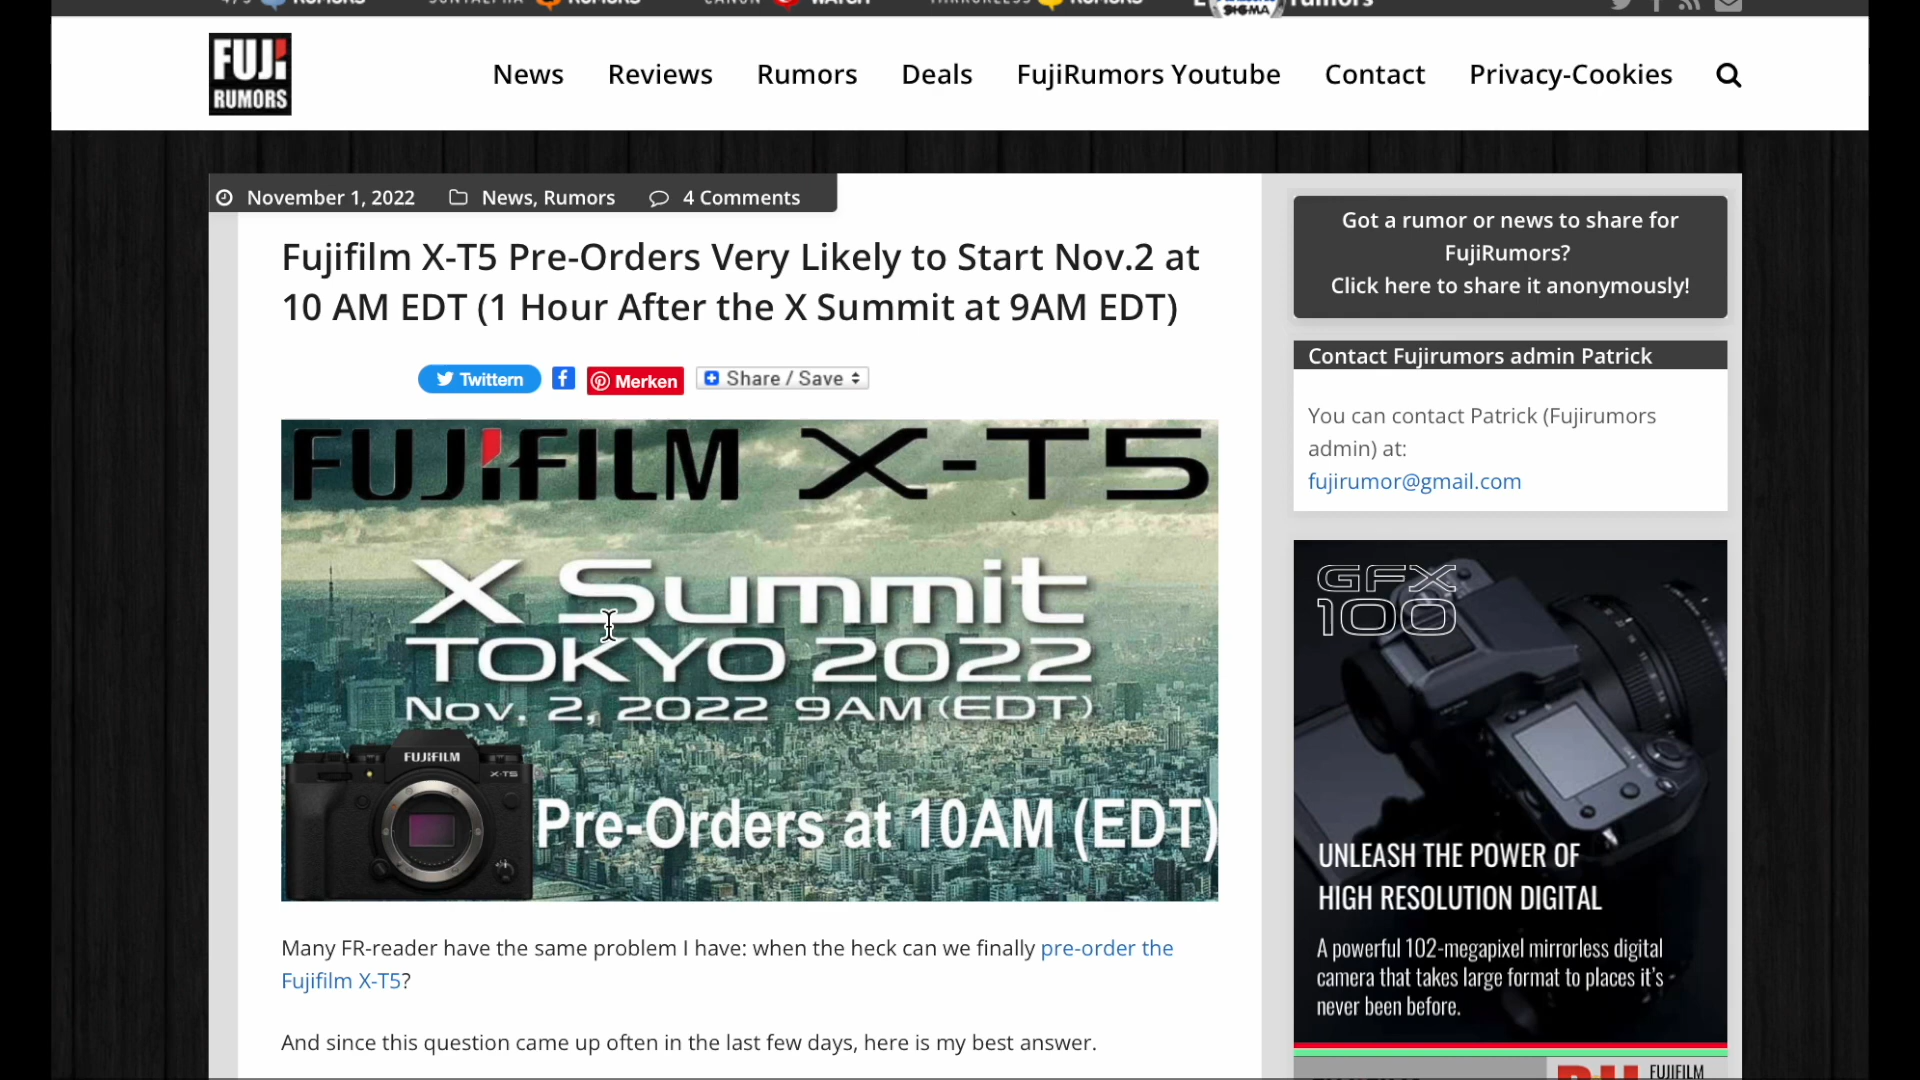 RUMORS
RUMORS
WATCH
RUMORS
rumors
SIGMA
FUJi
RUMORS
News
Reviews
Rumors
Deals
FujiRumors Youtube
Contact
Privacy-Cookies
November 1, 2022
News, Rumors
4 Comments
Fujifilm X-T5 Pre-Orders Very Likely to Start Nov.2 at
10 AM EDT (1 Hour After the X Summit at 9AM EDT)
Twittern
Merken
Share / Save
FUJIFILM X-T5
X Summit
TOKYO 2022
Nov. 2, 2022 9AM (EDT)
FUJIFILM
X-T5
Pre-Orders at 10AM (EDT)
Many FR-reader have the same problem I have: when the heck can we finally pre-order the
Fujifilm X-T5?
And since this question came up often in the last few days, here is my best answer.
Got a rumor or news to share for
FujiRumors?
Click here to share it anonymously!
Contact Fujirumors admin Patrick
You can contact Patrick (Fujirumors
admin) at:
fujirumor@gmail.com
GFX
100
UNLEASH THE POWER OF
HIGH RESOLUTION DIGITAL
A powerful 102-megapixel mirrorless digital
camera that takes large format to places it's
never been before.
FUJIFILM